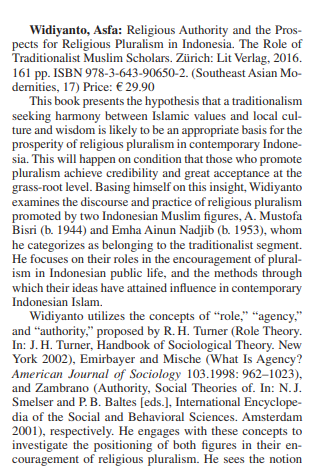 Widiyanto, Asfa: Religious Authority and the Pros-
pects for Religious Pluralism in Indonesia. The Role of
Traditionalist Muslim Scholars. Zürich: Lit Verlag, 2016.
161 pp. ISBN 978-3-643-90650-2. (Southeast Asian Mo-
dernities, 17) Price: € 29.90
This book presents the hypothesis that a traditionalism
seeking harmony between Islamic values and local cul-
ture and wisdom is likely to be an appropriate basis for the
prosperity of religious pluralism in contemporary Indone-
sia. This will happen on condition that those who promote
pluralism achieve credibility and great acceptance at the
grass-root level. Basing himself on this insight, Widiyanto
examines the discourse and practice of religious pluralism
promoted by two Indonesian Muslim figures, A. Mustofa
Bisri (b. 1944) and Emha Ainun Nadjib (b. 1953), whom
he categorizes as belonging to the traditionalist segment.
He focuses on their roles in the encouragement of plural-
ism in Indonesian public life, and the methods through
which their ideas have attained influence in contemporary
Indonesian Islam.
Widiyanto utilizes the concepts of “role,” “agency,”
and “authority,” proposed by R. H. Turner (Role Theory.
In: J. H. Turner, Handbook of Sociological Theory. New
York 2002), Emirbayer and Mische (What Is Agency?
American Journal of Sociology 103.1998: 962–1023),
and Zambrano (Authority, Social Theories of. In: N. J.
Smelser and P. B. Baltes [eds.], International Encyclope-
dia of the Social and Behavioral Sciences. Amsterdam
2001), respectively. He engages with these concepts to
investigate the positioning of both figures in their en-
couragement of religious pluralism. He sees the notion